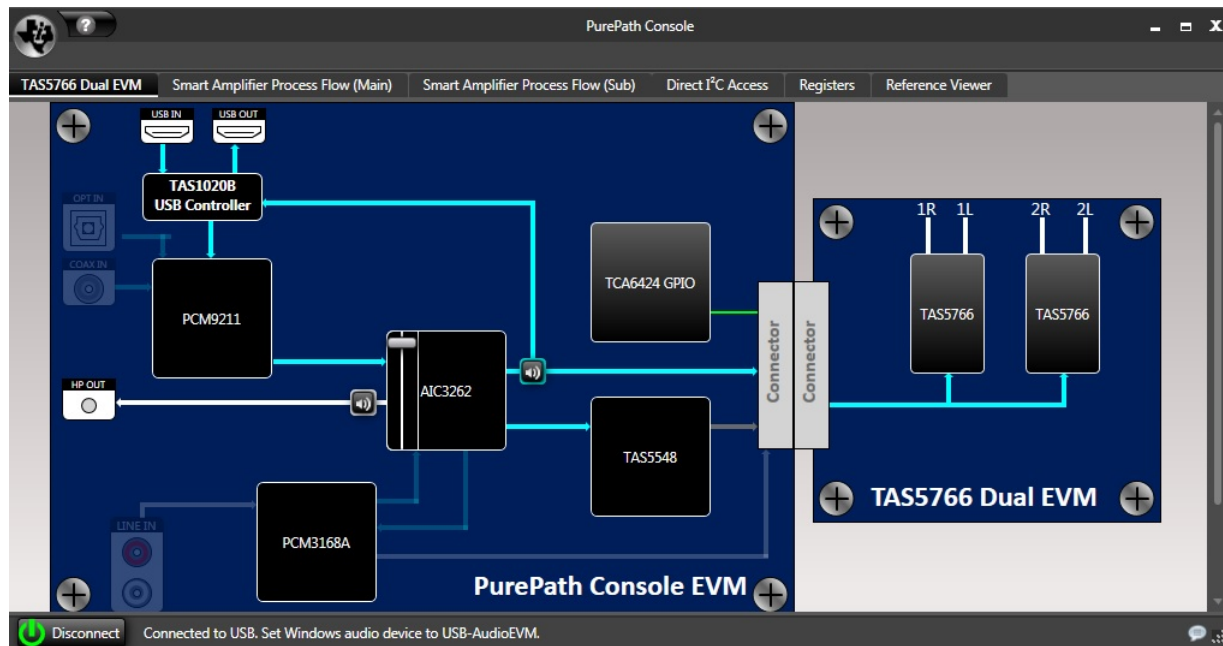 ?
PurePath Console
TAS5766 Dual EVM
Smart Amplifier Process Flow (Main)
Smart Amplifier Process Flow (Sub)
Direct I²C Access
Registers
Reference Viewer
USB IN
USB OUT
TAS1020B
USB Controller
OPT IN
COAX IN
PCM9211
HP OUT
AIC3262
TCA6424 GPIO
TAS5548
Connector
Connector
LINE IN
PCM3168A
PurePath Console EVM
1R 1L 2R 2L
TAS5766
TAS5766
TAS5766 Dual EVM
Disconnect
Connected to USB. Set Windows audio device to USB-AudioEVM.